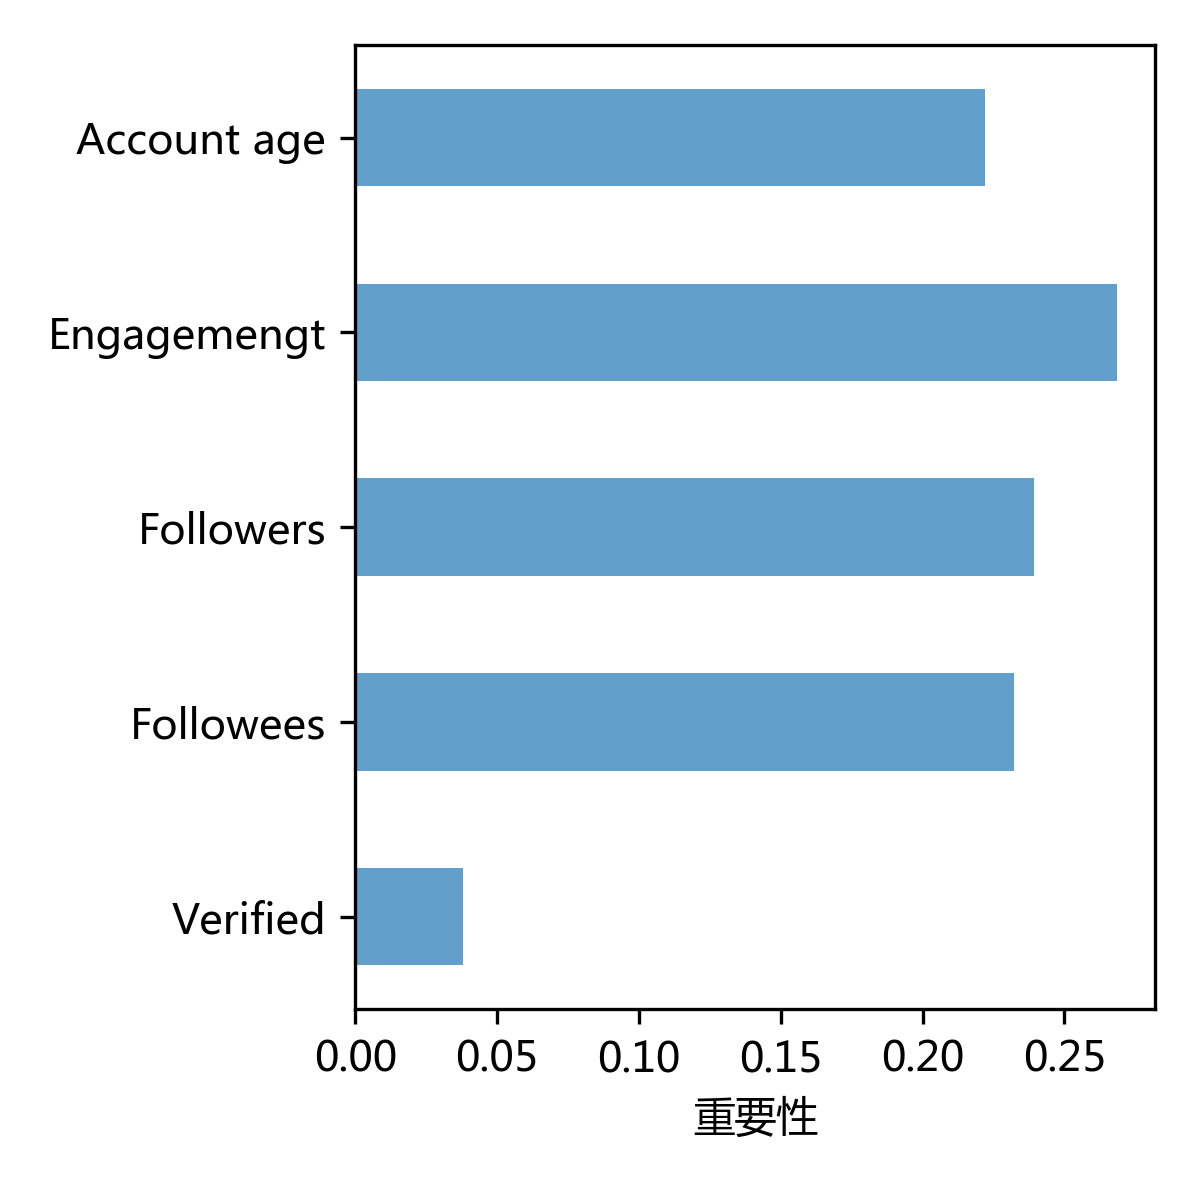 Account age
Engagemengt
Followers
Followees
Verified
0.00 0.05 0.10 0.15 0.20 0.25
重要性